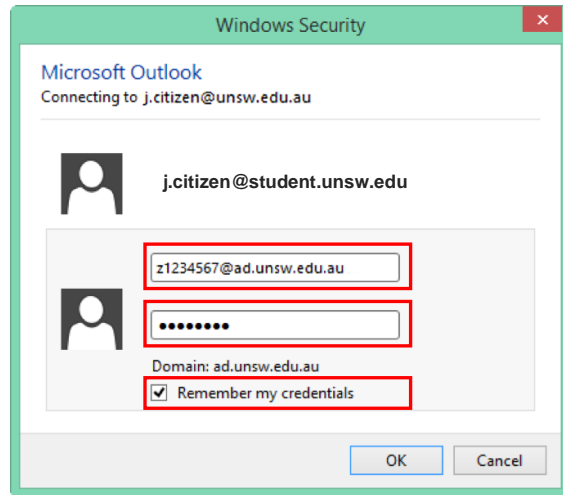 Windows Security
Microsoft Outlook
Connecting to j.citizen@unsw.edu.au
j.citizen@student.unsw.edu
z1234567@ad.unsw.edu.au
●●●●●●●●
Domain: ad.unsw.edu.au
Remember my credentials
OK Cancel